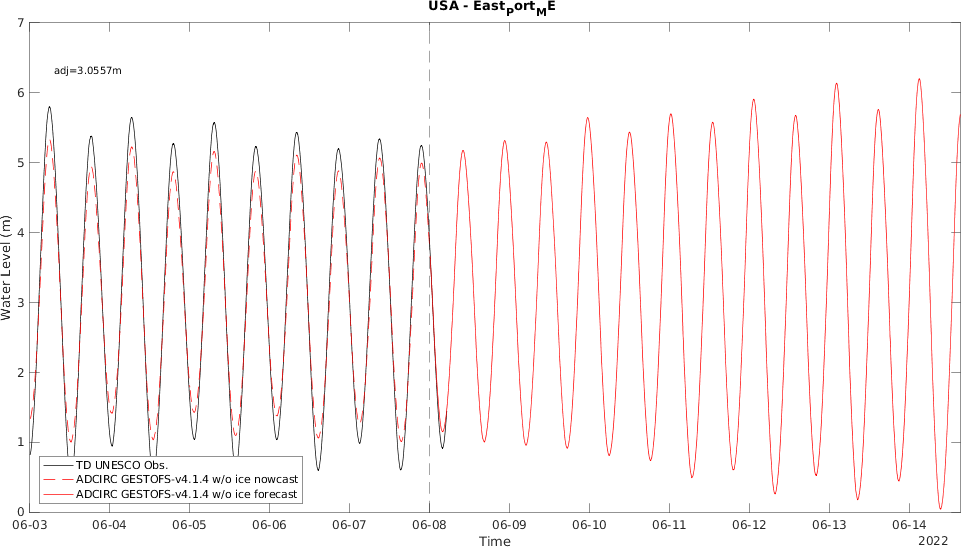 USA - EastPortME
adj=3.0557m
7
6
5
4
3
2
1
0
Water Level (m)
TD UNESCO Obs.
ADCIRC GESTOFS-v4.1.4 w/o ice nowcast
ADCIRC GESTOFS-v4.1.4 w/o ice forecast
06-03 06-04 06-05 06-06 06-07 06-08 06-09 06-10 06-11 06-12 06-13 06-14
Time
2022